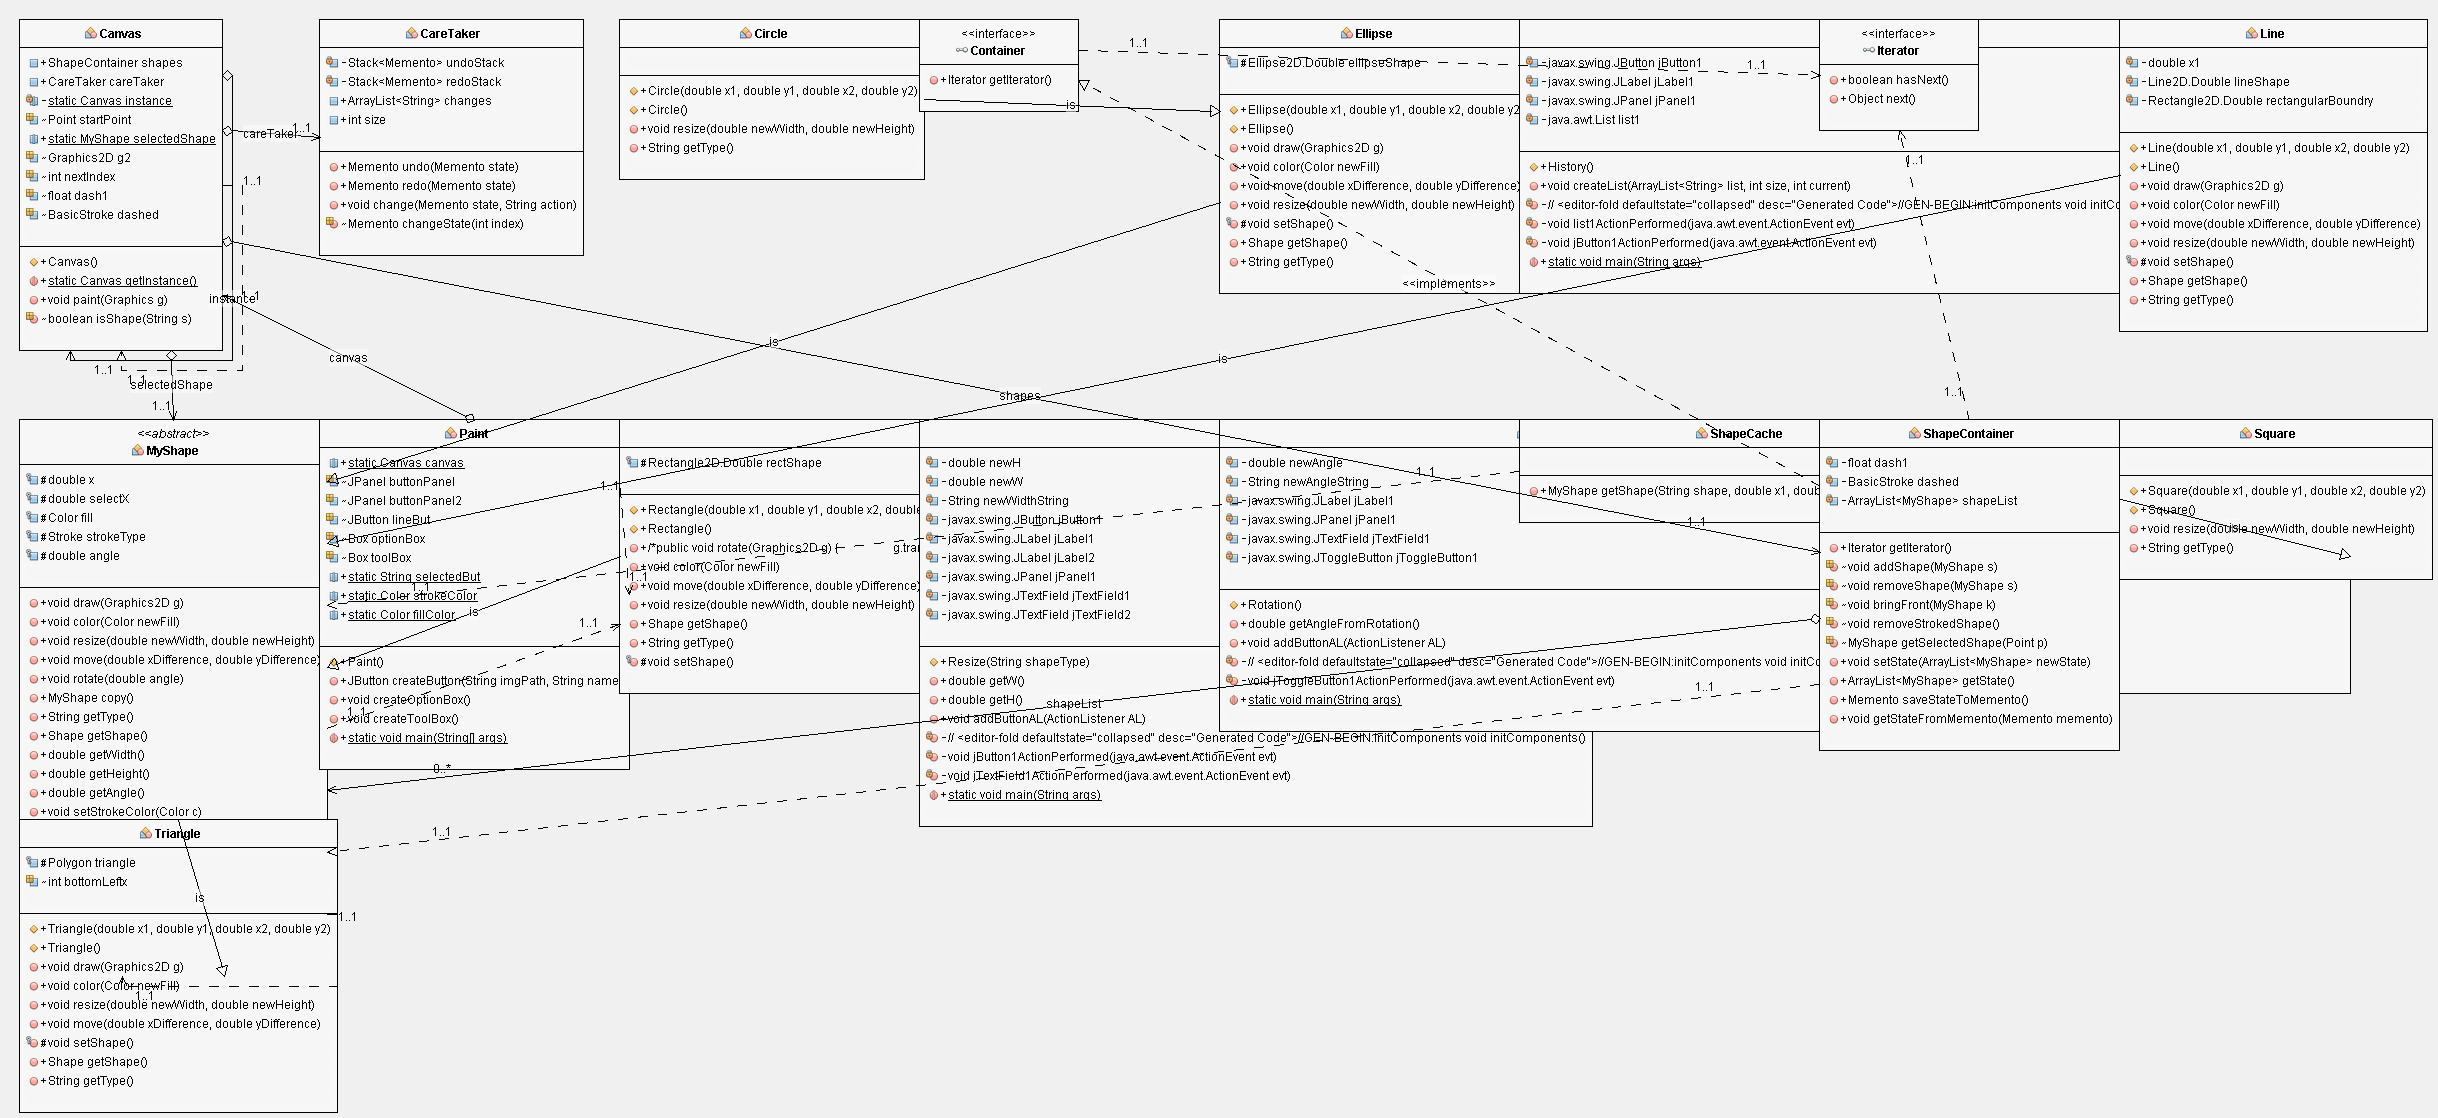 Canvas
+ShapeContainer shapes
+CareTaker careTaker
-static Canvas instance
~Point startPoint
+static MyShape selectedShape
~Graphics2D g2
~int nextIndex
~float dash1
~BasicStroke dashed
+Canvas()
+static Canvas getInstance()
+void paint(Graphics g)
~boolean isShape(String s)
careTaker
1..1
1..1
instance
1..1
canvas
1..1
1..1
selectedShape
1..1
CareTaker
-Stack<Memento> undoStack
-Stack<Memento> redoStack
+ArrayList<String> changes
+int size
+Memento undo(Memento state)
+Memento redo(Memento state)
+void change(Memento state, String action)
~Memento changeState(int index)
Circle
+Circle(double x1, double y1, double x2, double y2)
+Circle()
+void resize(double newWidth, double newHeight)
+String getType()
<<interface>>
Container
+Iterator getIterator()
is
1..1
1..1
Ellipse
#Ellipse2D.Double ellipseShape
+Ellipse(double x1, double y1, double x2, double y2
+Ellipse()
+void draw(Graphics2D g)
+void color(Color newFill)
+void move(double xDifference, double yDifference)
+void resize(double newWidth, double newHeight)
#void setShape()
+Shape getShape()
+String getType()
-javax.swing.JButton jButton1
-javax.swing.JLabel jLabel1
-javax.swing.JPanel jPanel1
-java.awt.List list1
+History()
+void createList(ArrayList<String> list, int size, int current)
-// <editor-fold defaultstate="collapsed" desc="Generated Code">//GEN-BEGIN:initComponents void initCo
-void list1ActionPerformed(java.awt.event.ActionEvent evt)
-void jButton1ActionPerformed(java.awt.event.ActionEvent evt)
+static void main(String args)
<<interface>>
Iterator
+boolean hasNext()
+Object next()
1..1
1..1
<<implements>>
Line
-double x1
-Line2D.Double lineShape
-Rectangle2D.Double rectangularBoundry
+Line(double x1, double y1, double x2, double y2)
+Line()
+void draw(Graphics2D g)
+void color(Color newFill)
+void move(double xDifference, double yDifference)
+void resize(double newWidth, double newHeight)
#void setShape()
+Shape getShape()
+String getType()
is
is
shapes
<<abstract>>
MyShape
#double x
#double selectX
#Color fill
#Stroke strokeType
#double angle
+void draw(Graphics2D g)
+void color(Color newFill)
+void resize(double newWidth, double newHeight)
+void move(double xDifference, double yDifference)
+void rotate(double angle)
+MyShape copy()
+String getType()
+Shape getShape()
+double getWidth()
+double getHeight()
+double getAngle()
+void setStrokeColor(Color c)
Paint
+static Canvas canvas
~JPanel buttonPanel
~JPanel buttonPanel2
~JButton lineBut
~Box optionBox
~Box toolBox
+static String selectedBut
+static Color strokeColor
+static Color fillColor
+Paint()
+JButton createButton(String imgPath, String name
+void createOptionBox()
+void createToolBox()
+static void main(String[] args)
1..1
is
1..1
1..1
0..*
#Rectangle2D.Double rectShape
1..1
+Rectangle(double x1, double y1, double x2, double
+Rectangle()
+/*public void rotate(Graphics2D g) {
g.tran
+void color(Color newFill)
1..1
+void move(double xDifference, double yDifference)
+void resize(double newWidth, double newHeight)
+Shape getShape()
+String getType()
#void setShape()
-double newH
-double newW
-String newWidthString
-javax.swing.JButton jButton1
-javax.swing.JLabel jLabel1
-javax.swing.JLabel jLabel2
-javax.swing.JPanel jPanel1
-javax.swing.JTextField jTextField1
-javax.swing.JTextField jTextField2
+Resize(String shapeType)
+double getW()
+double getH()
shapeList
+void addButtonAL(ActionListener AL)
-// <editor-fold defaultstate="collapsed" desc="Generated Code">//GEN-BEGIN:initComponents void initComponents()
-void jButton1ActionPerformed(java.awt.event.ActionEvent evt)
-void jTextField1ActionPerformed(java.awt.event.ActionEvent evt)
+static void main(String args)
-double newAngle
-String newAngleString
-javax.swing.JLabel jLabel1
-javax.swing.JPanel jPanel1
-javax.swing.JTextField jTextField1
-javax.swing.JToggleButton jToggleButton1
1..1
+Rotation()
+double getAngleFromRotation()
+void addButtonAL(ActionListener AL)
-// <editor-fold defaultstate="collapsed" desc="Generated Code">//GEN-BEGIN:initComponents void initCo
-void jToggleButton1ActionPerformed(java.awt.event.ActionEvent evt)
+static void main(String args)
1..1
ShapeCache
+MyShape getShape(String shape, double x1, doub
1..1
ShapeContainer
-float dash1
-BasicStroke dashed
-ArrayList<MyShape> shapeList
+Iterator getIterator()
~void addShape(MyShape s)
~void removeShape(MyShape s)
~void bringFront(MyShape k)
~void removeStrokedShape()
~MyShape getSelectedShape(Point p)
+void setState(ArrayList<MyShape> newState)
+ArrayList<MyShape> getState()
+Memento saveStateToMemento()
+void getStateFromMemento(Memento memento)
Square
+Square(double x1, double y1, double x2, double y2)
+Square()
+void resize(double newWidth, double newHeight)
is
+String getType()
1..1
Triangle
#Polygon triangle
~int bottomLeftx
is
1..1
+Triangle(double x1, double y1, double x2, double y2)
+Triangle()
+void draw(Graphics2D g)
+void color(Color newFill)
1..1
+void resize(double newWidth, double newHeight)
+void move(double xDifference, double yDifference)
#void setShape()
+Shape getShape()
+String getType()